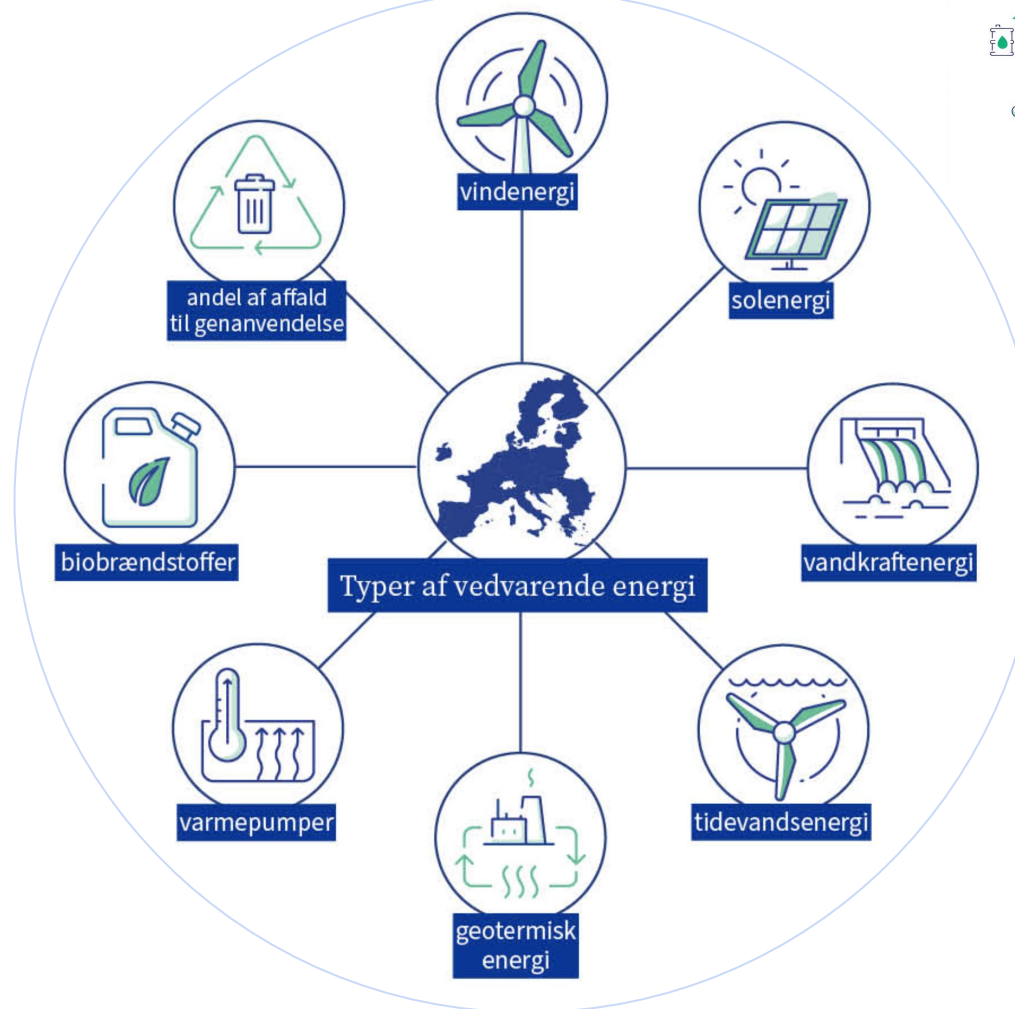 vindenergi
solenergi
andel af affald
til genanvendelse
biobrændstoffer
vandkraftenergi
Typer af vedvarende energi
varmepumper
tidevandsenergi
geotermisk
energi